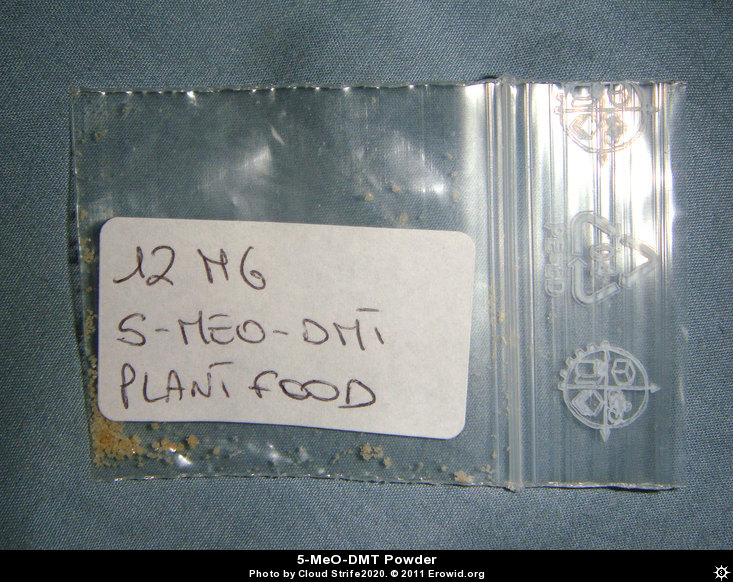 12 MG
5-MEO-DMT
PLANT FOOD
5-MeO-DMT Powder
Photo by Cloud Strife2020. © 2011 Erowid.org